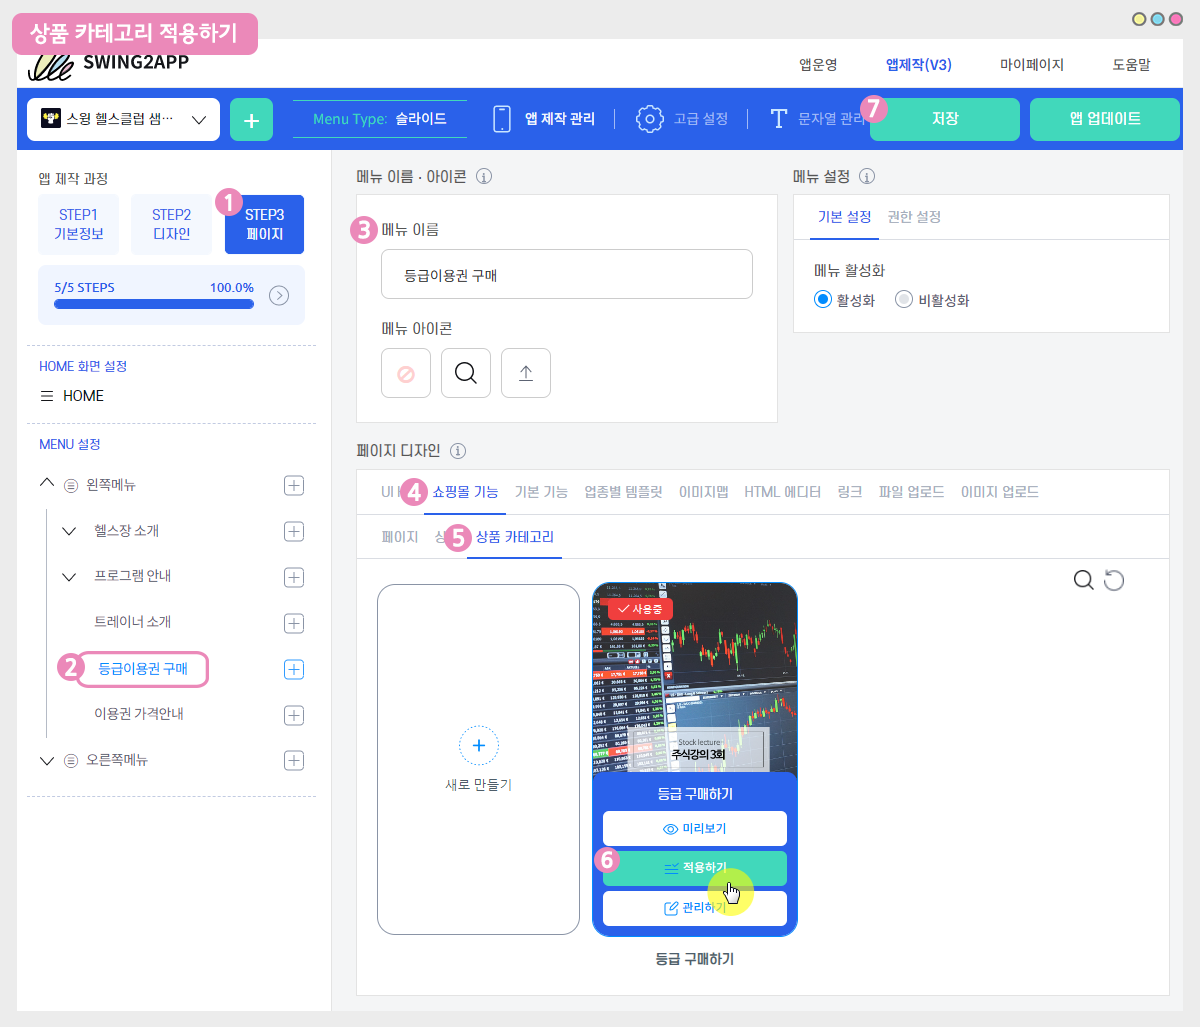 상품 카테고리 적용하기
SWING2APP
앱운영 앱제작(V3) 마이페이지 도움말
스윙 헬스클럽 샘···
+
Menu Type: 슬라이드
앱 제작 관리
고급 설정
문자열 관리
7
저장
앱 업데이트
앱 제작 과정
1
STEP1
기본정보
STEP2
디자인
STEP3
페이지
5/5 STEPS 100.0%
HOME 화면 설정
HOME
MENU 설정
왼쪽메뉴
헬스장 소개
프로그램 안내
트레이너 소개
2 등급이용권 구매
이용권 가격안내
오른쪽메뉴
메뉴 이름 · 아이콘
3 메뉴 이름
등급이용권 구매
메뉴 아이콘
메뉴 설정
기본 설정 권한 설정
메뉴 활성화
활성화 비활성화
페이지 디자인
UI 4 쇼핑몰 기능 기본 기능 업종별 템플릿 이미지맵 HTML 에디터 링크 파일 업로드 이미지 업로드
페이지 5 상품 카테고리
새로 만들기
사용중
Stock lecture
주식강의 3회
등급 구매하기
미리보기
6 적용하기
관리하기
등급 구매하기